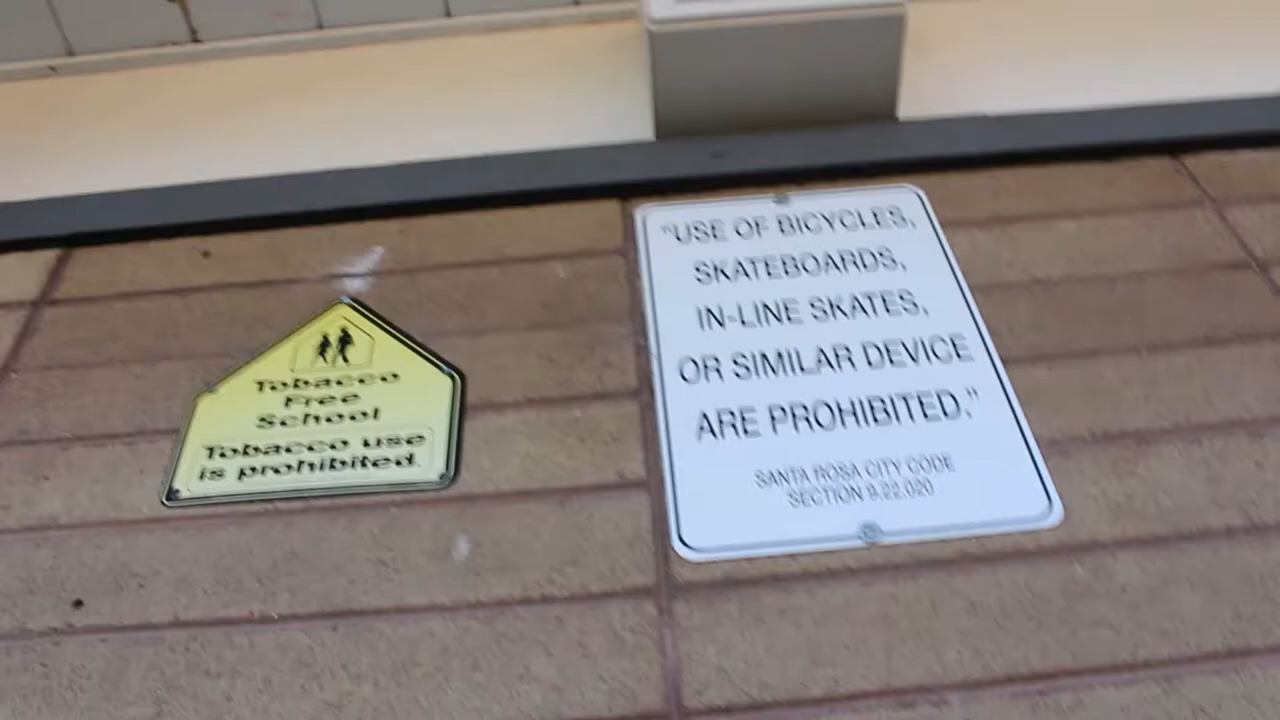 Tobacco
Free
School
Tobacco use
is prohibited.
"USE OF BICYCLES,
SKATEBOARDS,
IN-LINE SKATES,
OR SIMILAR DEVICE
ARE PROHIBITED."
SANTA ROSA CITY CODE
SECTION 9.22.020